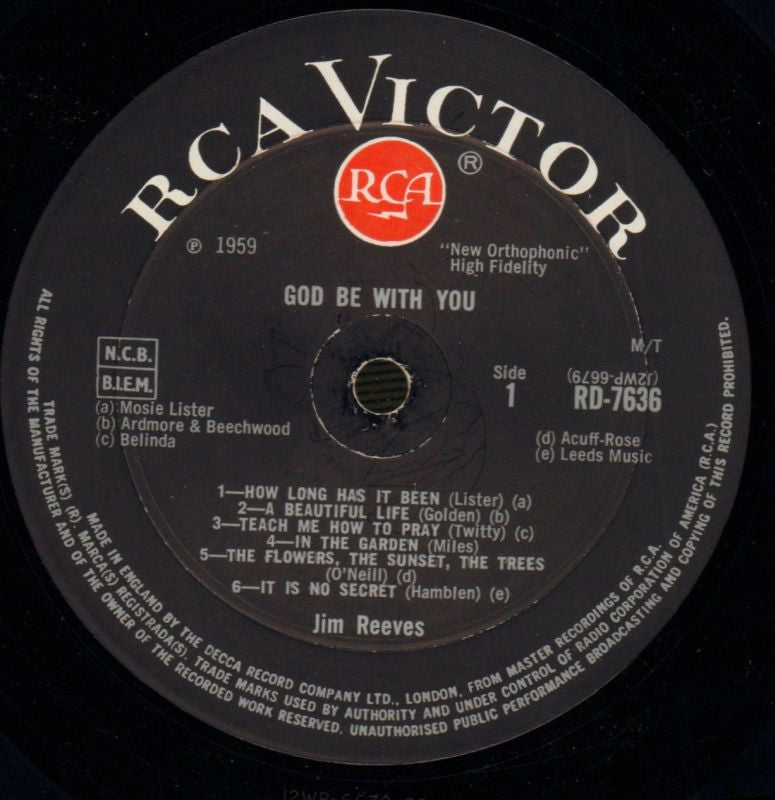 RCA VICTOR
RCA
®
℗ 1959
"New Orthophonic"
High Fidelity
GOD BE WITH YOU
N.C.B.
B.I.E.M.
M/T
Side
1
(J2WP-6679)
RD-7636
(a) Mosie Lister
(b) Ardmore & Beechwood
(c) Belinda
(d) Acuff-Rose
(e) Leeds Music
1—HOW LONG HAS IT BEEN (Lister) (a)
2—A BEAUTIFUL LIFE (Golden) (b)
3—TEACH ME HOW TO PRAY (Twitty) (c)
4—IN THE GARDEN (Miles)
5—THE FLOWERS, THE SUNSET, THE TREES
(O'Neill) (d)
6—IT IS NO SECRET (Hamblen) (e)
Jim Reeves
MADE IN ENGLAND BY THE DECCA RECORD COMPANY LTD., LONDON, FROM MASTER RECORDINGS OF R.C.A.
TRADE MARK(S) (R). MARCA(S) REGISTRADA(S). TRADE MARKS USED BY AUTHORITY AND UNDER CONTROL OF RADIO CORPORATION OF AMERICA (R.C.A.)
ALL RIGHTS OF THE MANUFACTURER AND OF THE OWNER OF THE RECORDED WORK RESERVED. UNAUTHORISED PUBLIC PERFORMANCE BROADCASTING AND COPYING OF THIS RECORD PROHIBITED.